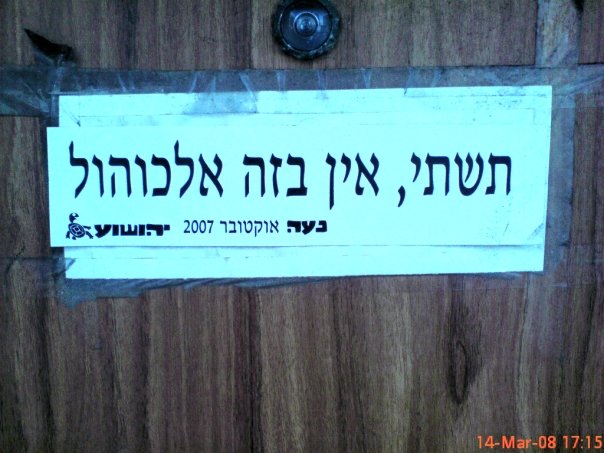 תשתי, אין בזה אלכוהול
נעה אוקטובר 2007 יהושוע
14-Mar-08 17:15